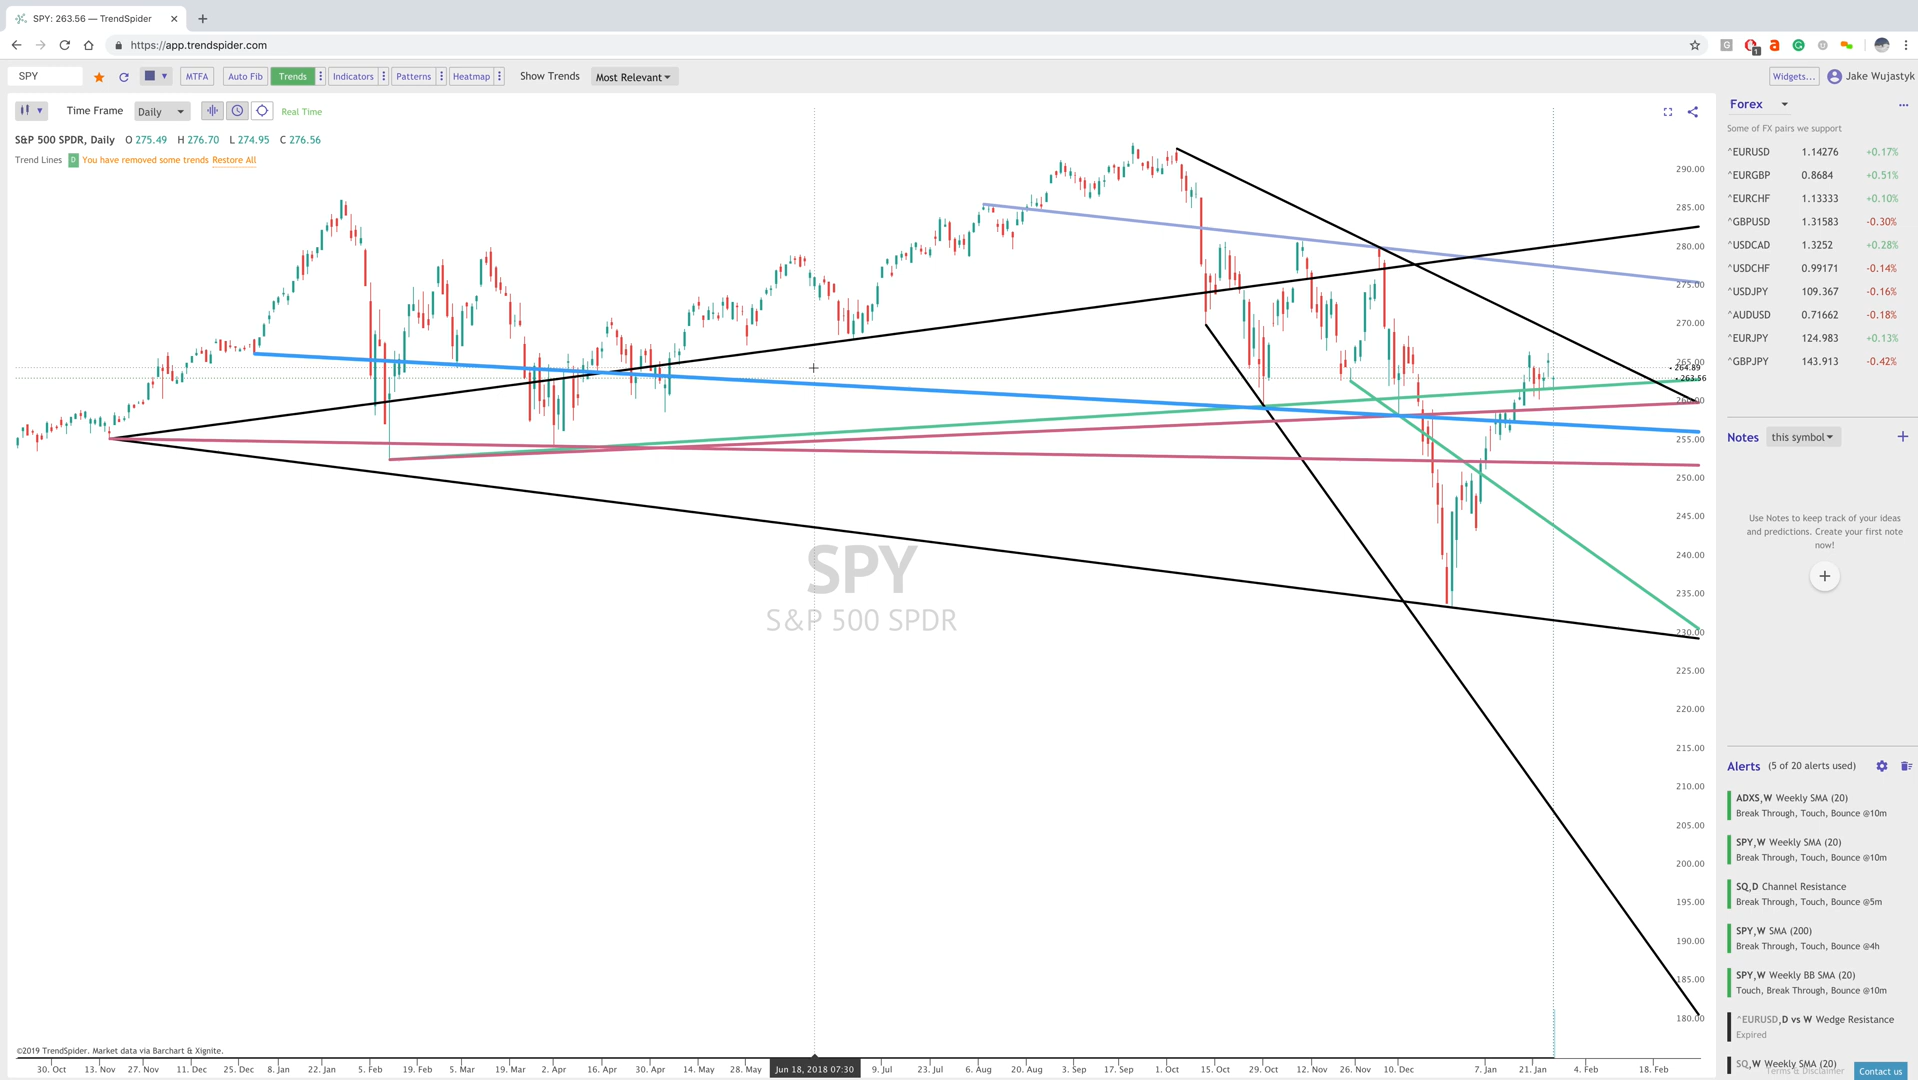 SPY: 263.56 — TrendSpider
https://app.trendspider.com
SPY MTFA Auto Fib Trends Indicators Patterns Heatmap Show Trends Most Relevant Widgets... Jake Wujastyk
Time Frame Daily Real Time
S&P 500 SPDR, Daily O 275.49 H 276.70 L 274.95 C 276.56
Trend Lines D You have removed some trends Restore All
290.00
285.00
280.00
275.00
270.00
265.00
264.89
263.56
260.00
255.00
250.00
245.00
240.00
235.00
230.00
225.00
220.00
215.00
210.00
205.00
200.00
195.00
190.00
185.00
180.00
SPY
S&P 500 SPDR
©2019 TrendSpider. Market data via Barchart & Xignite.
30. Oct 13. Nov 27. Nov 11. Dec 25. Dec 8. Jan 22. Jan 5. Feb 19. Feb 5. Mar 19. Mar 2. Apr 16. Apr 30. Apr 14. May 28. May Jun 18, 2018 07:30 9. Jul 23. Jul 6. Aug 20. Aug 3. Sep 17. Sep 1. Oct 15. Oct 29. Oct 12. Nov 26. Nov 10. Dec 7. Jan 21. Jan 4. Feb 18. Feb
Forex
Some of FX pairs we support
^EURUSD 1.14276 +0.17%
^EURGBP 0.8684 +0.51%
^EURCHF 1.13333 +0.10%
^GBPUSD 1.31583 -0.30%
^USDCAD 1.3252 +0.28%
^USDCHF 0.99171 -0.14%
^USDJPY 109.367 -0.16%
^AUDUSD 0.71662 -0.18%
^EURJPY 124.983 +0.13%
^GBPJPY 143.913 -0.42%
Notes this symbol
Use Notes to keep track of your ideas
and predictions. Create your first note
now!
Alerts (5 of 20 alerts used)
ADXS,W Weekly SMA (20)
Break Through, Touch, Bounce @10m
SPY,W Weekly SMA (20)
Break Through, Touch, Bounce @10m
SQ,D Channel Resistance
Break Through, Touch, Bounce @5m
SPY,W SMA (200)
Break Through, Touch, Bounce @4h
SPY,W Weekly BB SMA (20)
Touch, Break Through, Bounce @10m
^EURUSD,D vs W Wedge Resistance
Expired
SQ,W Weekly SMA (20)
Terms & Disclaimer
Contact us